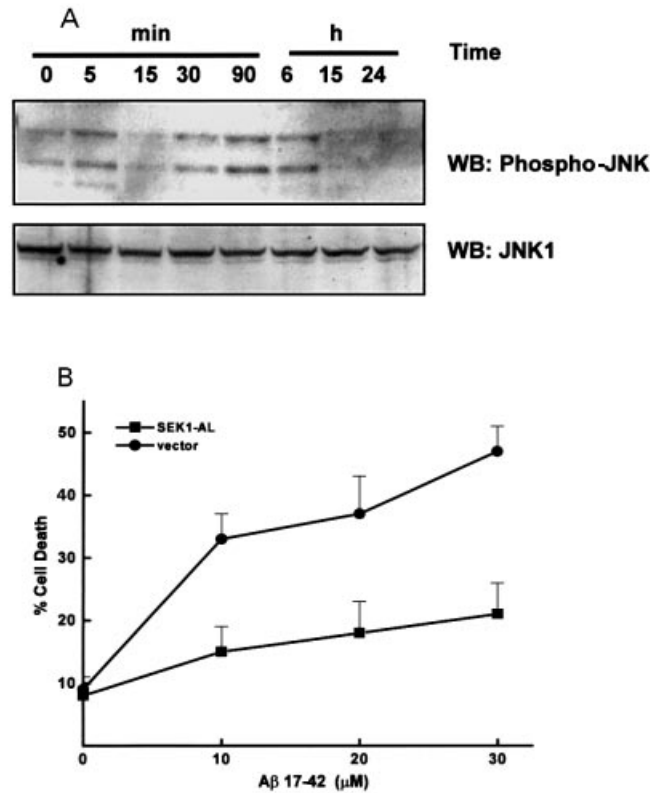 A
min h
Time
0 5 15 30 90 6 15 24
WB: Phospho-JNK
WB: JNK1
B
SEK1-AL
vector
50
40
30
20
10
% Cell Death
0 10 20 30
Aβ 17-42 (μM)